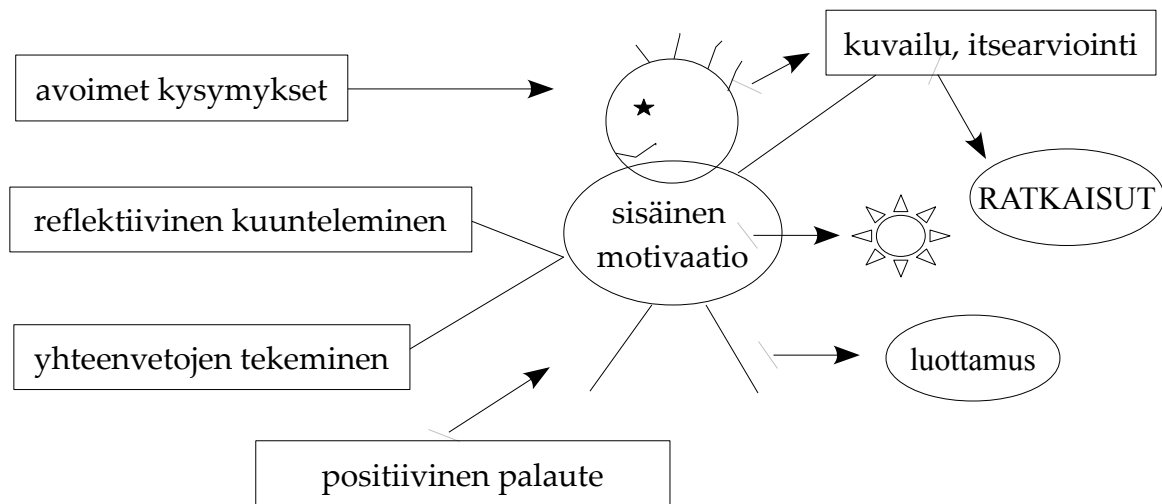 kuvailu, itsearviointi
avoimet kysymykset
RATKAISUT
reflektiivinen kuunteleminen
sisäinen
motivaatio
yhteenvetojen tekeminen
luottamus
positiivinen palaute